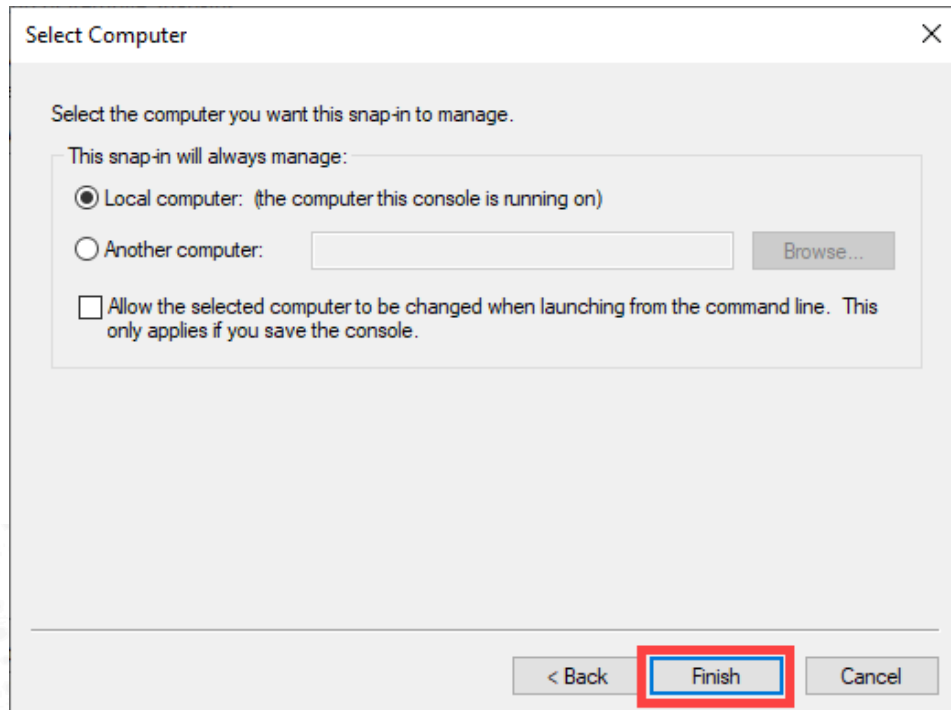 Select Computer
Select the computer you want this snap-in to manage.
This snap-in will always manage:
Local computer: (the computer this console is running on)
Another computer:
Browse...
Allow the selected computer to be changed when launching from the command line. This
only applies if you save the console.
< Back
Finish
Cancel